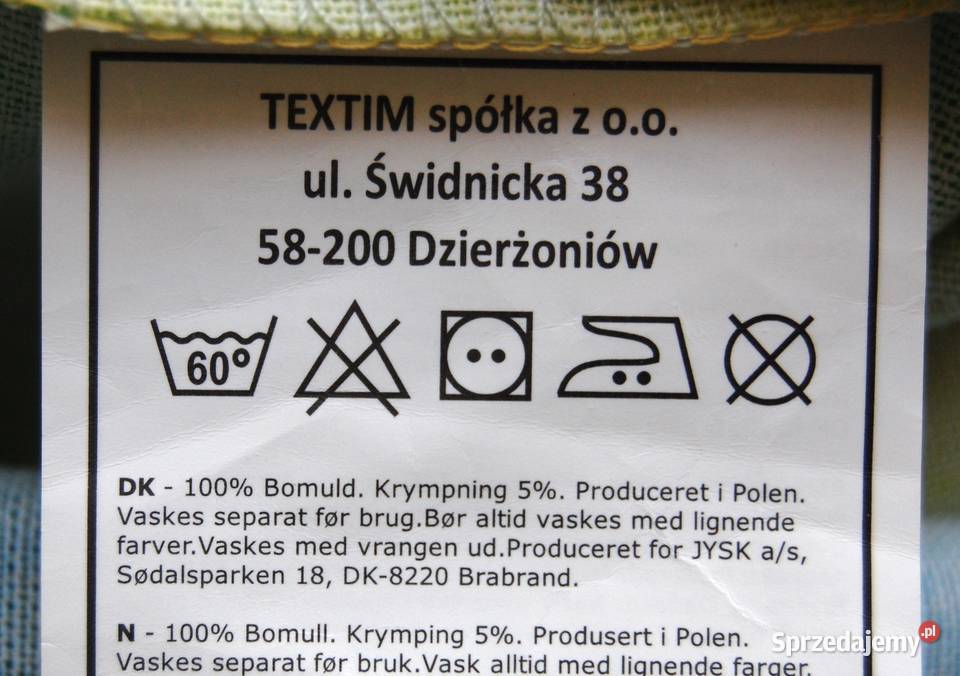 TEXTIM spółka z o.o.
ul. Świdnicka 38
58-200 Dzierżoniów
60°
DK - 100% Bomuld. Krympning 5%. Produceret i Polen.
Vaskes separat før brug.Bør altid vaskes med lignende
farver.Vaskes med vrangen ud.Produceret for JYSK a/s,
Sødalsparken 18, DK-8220 Brabrand.
N - 100% Bomull. Krymping 5%. Produsert i Polen.
Vaskes separat før bruk.Vask alltid med lignende farger.
Sprzedajemy.pl